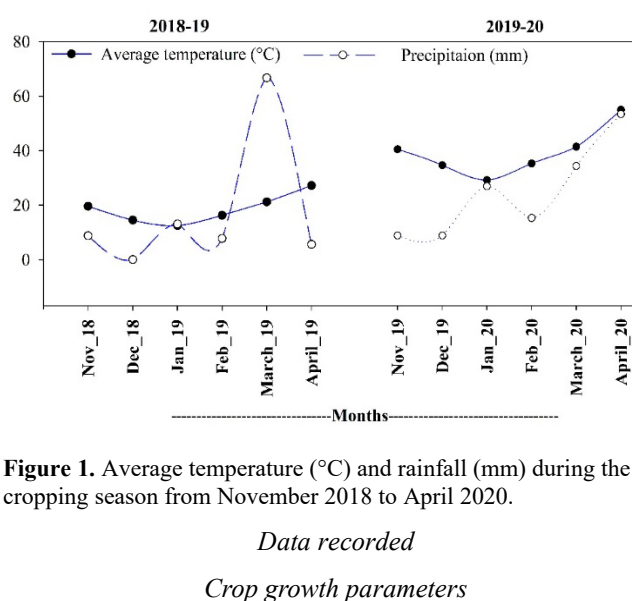 2018-19 2019-20
Average temperature (°C) Precipitaion (mm)
80
60
40
20
0
Nov_18
Dec_18
Jan_19
Feb_19
March_19
April_19
Nov_19
Dec_19
Jan_20
Feb_20
March_20
April_20
Months
Figure 1. Average temperature (°C) and rainfall (mm) during the
cropping season from November 2018 to April 2020.
Data recorded
Crop growth parameters